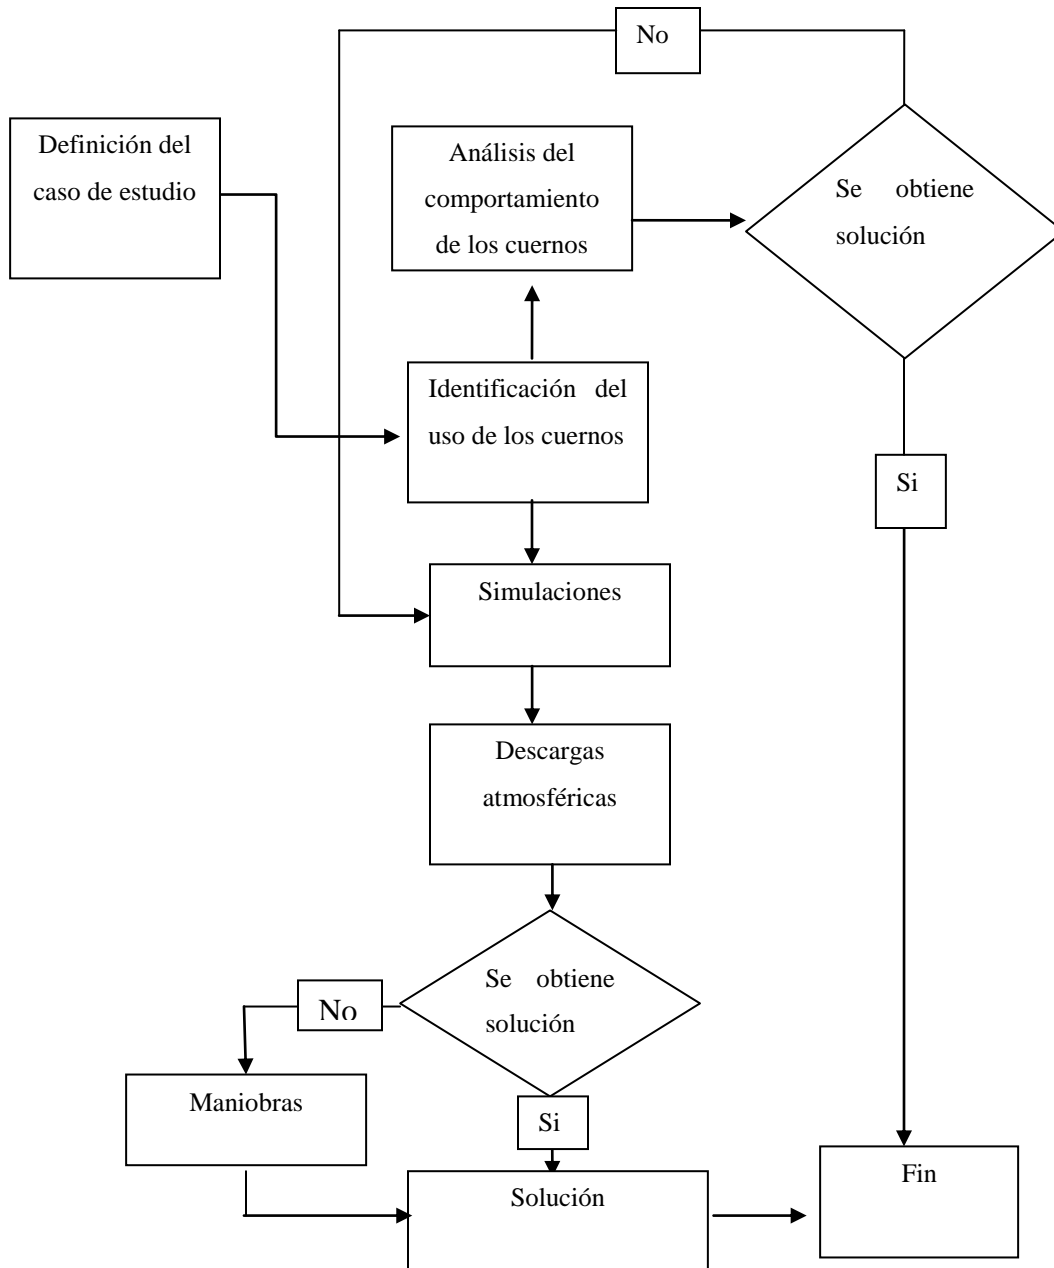 No
Definición del
caso de estudio
Análisis del
comportamiento
de los cuernos
Se obtiene
solución
Identificación del
uso de los cuernos
Si
Simulaciones
Descargas
atmosféricas
Se obtiene
solución
No
Maniobras
Si
Solución
Fin